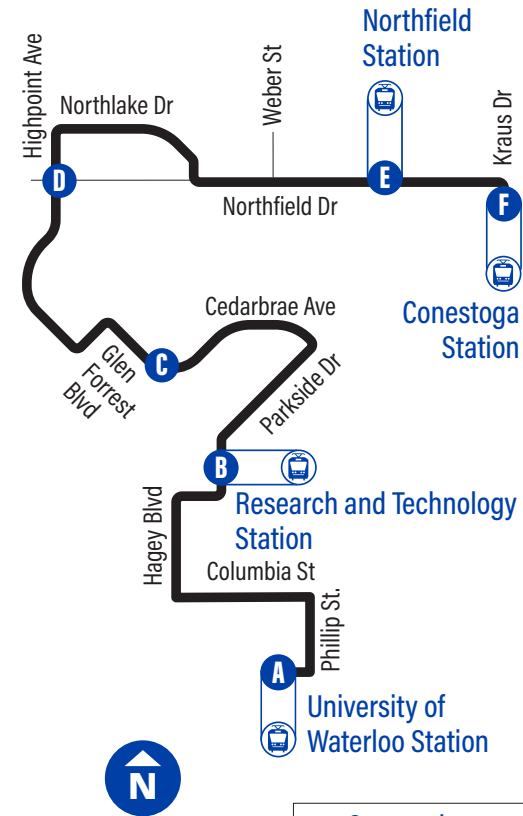 Northfield
Station
Highpoint Ave
Northlake Dr
Weber St
Kraus Dr
D
E
F
Northfield Dr
Conestoga
Station
Cedarbrae Ave
Glen
Forrest
Blvd
C
Parkside Dr
B
Research and Technology
Station
Hagey Blvd
Columbia St
Phillip St.
A
University of
Waterloo Station
N